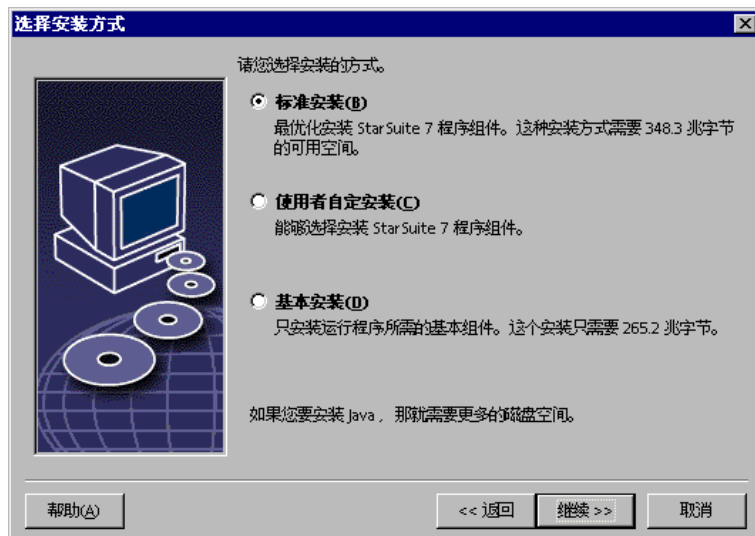 选择安装方式
请您选择安装的方式。
标准安装(B)
最优化安装 StarSuite 7 程序组件。这种安装方式需要 348.3 兆字节
的可用空间。
使用者自定安装(C)
能够选择安装 StarSuite 7 程序组件。
基本安装(D)
只安装运行程序所需的基本组件。这个安装只需要 265.2 兆字节。
如果您要安装 Java，那就需要更多的磁盘空间。
帮助(A)
<< 返回
继续 >>
取消